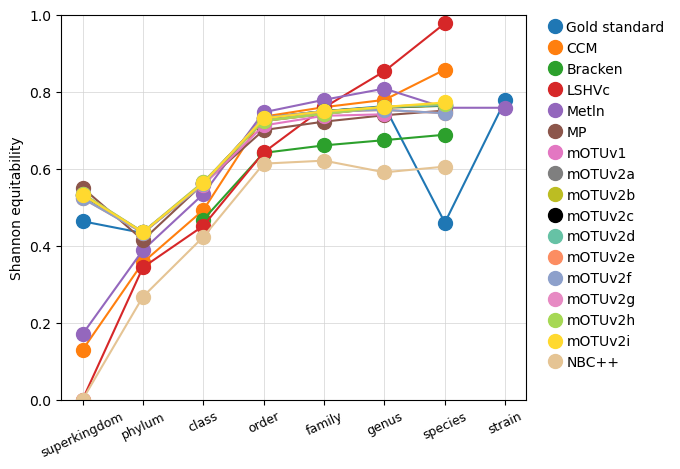 Shannon equitability
1.0
0.8
0.6
0.4
0.2
0.0
superkingdom
phylum
class
order
family
genus
species
strain
Gold standard
CCM
Bracken
LSHVc
Metln
MP
mOTUv1
mOTUv2a
mOTUv2b
mOTUv2c
mOTUv2d
mOTUv2e
mOTUv2f
mOTUv2g
mOTUv2h
mOTUv2i
NBC++